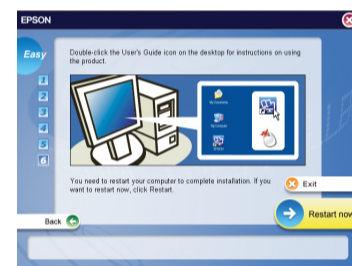 EPSON
Easy
Double-click the User's Guide icon on the desktop for instructions on using
the product.
1
2
3
4
5
6
My Documents
My Computer
You need to restart your computer to complete installation. If you
want to restart now, click Restart.
Exit
Back
Restart now